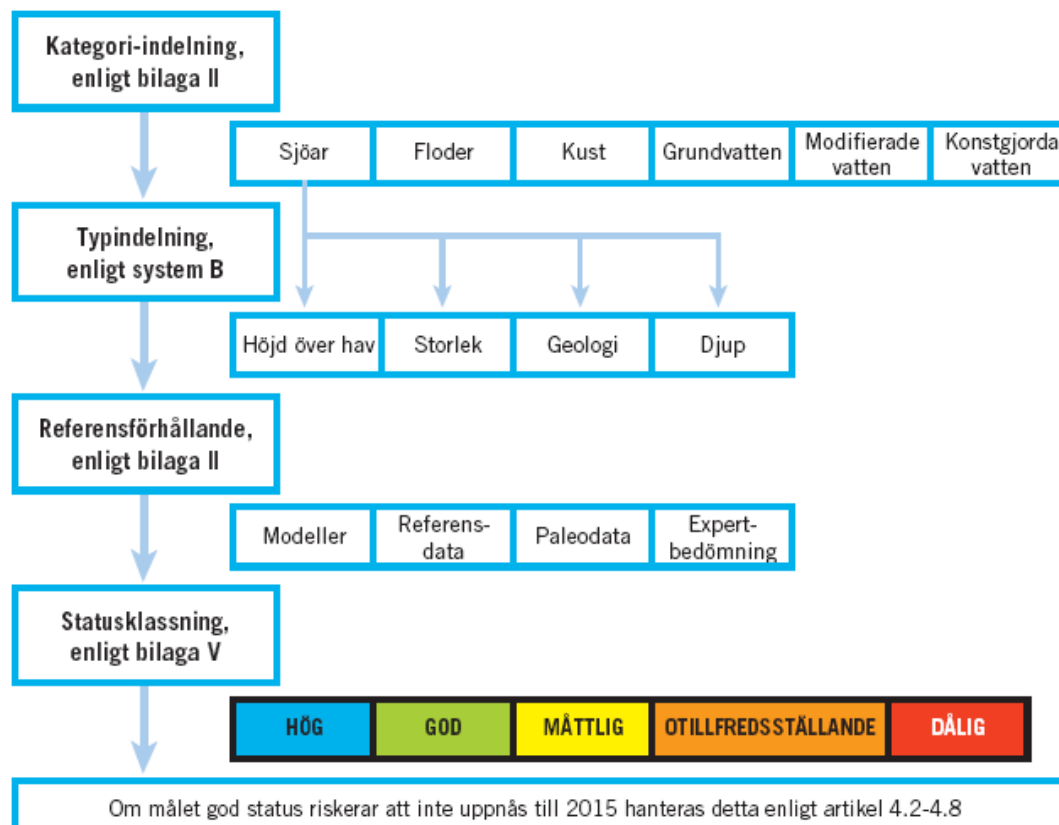 Kategori-indelning,
enligt bilaga II
Sjöar
Floder
Kust
Grundvatten
Modifierade
vatten
Konstgjorda
vatten
Typindelning,
enligt system B
Höjd över hav
Storlek
Geologi
Djup
Referensförhållande,
enligt bilaga II
Modeller
Referens-
data
Paleodata
Expert-
bedömning
Statusklassning,
enligt bilaga V
HÖG
GOD
MÅTTLIG
OTILLFREDSSTÄLLANDE
DÅLIG
Om målet god status riskerar att inte uppnås till 2015 hanteras detta enligt artikel 4.2-4.8